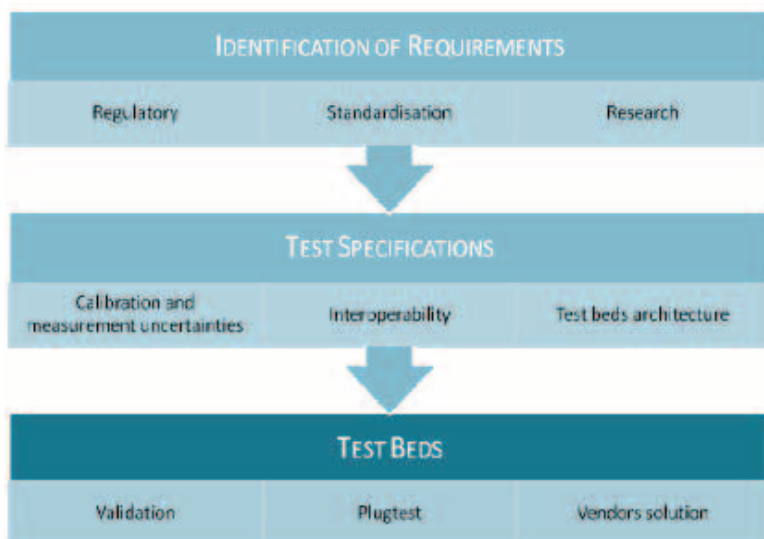 IDENTIFICATION OF REQUIREMENTS
Regulatory
Standardisation
Research
TEST SPECIFICATIONS
Calibration and
measurement uncertainties
Interoperability
Test beds architecture
TEST BEDS
Validation
Plugtest
Vendors solution